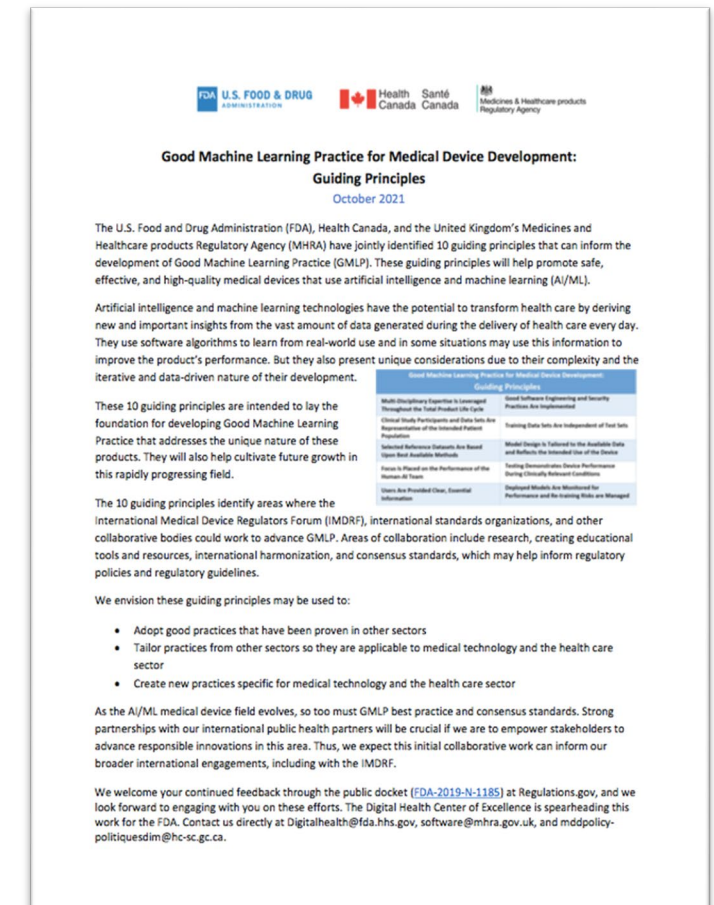 FDA U.S. FOOD & DRUG
ADMINISTRATION
Health Canada
Santé Canada
Medicines & Healthcare products
Regulatory Agency
Good Machine Learning Practice for Medical Device Development:
Guiding Principles
October 2021
The U.S. Food and Drug Administration (FDA), Health Canada, and the United Kingdom's Medicines and
Healthcare products Regulatory Agency (MHRA) have jointly identified 10 guiding principles that can inform the
development of Good Machine Learning Practice (GMLP). These guiding principles will help promote safe,
effective, and high-quality medical devices that use artificial intelligence and machine learning (AI/ML).
Artificial intelligence and machine learning technologies have the potential to transform health care by deriving
new and important insights from the vast amount of data generated during the delivery of health care every day.
They use software algorithms to learn from real-world use and in some situations may use this information to
improve the product's performance. But they also present unique considerations due to their complexity and the
iterative and data-driven nature of their development.
Good Machine Learning Practice for Medical Device Development:
Guiding Principles
Multi-Disciplinary Expertise Is Leveraged
Throughout the Total Product Life Cycle
Good Software Engineering and Security
Practices Are Implemented
Clinical Study Participants and Data Sets Are
Representative of the Intended Patient
Population
Training Data Sets Are Independent of Test Sets
Selected Reference Datasets Are Based
Upon Best Available Methods
Model Design Is Tailored to the Available Data
and Reflects the Intended Use of the Device
Focus Is Placed on the Performance of the
Human-AI Team
Testing Demonstrates Device Performance
During Clinically Relevant Conditions
Users Are Provided Clear, Essential
Information
Deployed Models Are Monitored for
Performance and Re-training Risks are Managed
These 10 guiding principles are intended to lay the
foundation for developing Good Machine Learning
Practice that addresses the unique nature of these
products. They will also help cultivate future growth in
this rapidly progressing field.
The 10 guiding principles identify areas where the
International Medical Device Regulators Forum (IMDRF), international standards organizations, and other
collaborative bodies could work to advance GMLP. Areas of collaboration include research, creating educational
tools and resources, international harmonization, and consensus standards, which may help inform regulatory
policies and regulatory guidelines.
We envision these guiding principles may be used to:
• Adopt good practices that have been proven in other sectors
• Tailor practices from other sectors so they are applicable to medical technology and the health care
sector
• Create new practices specific for medical technology and the health care sector
As the AI/ML medical device field evolves, so too must GMLP best practice and consensus standards. Strong
partnerships with our international public health partners will be crucial if we are to empower stakeholders to
advance responsible innovations in this area. Thus, we expect this initial collaborative work can inform our
broader international engagements, including with the IMDRF.
We welcome your continued feedback through the public docket (FDA-2019-N-1185) at Regulations.gov, and we
look forward to engaging with you on these efforts. The Digital Health Center of Excellence is spearheading this
work for the FDA. Contact us directly at Digitalhealth@fda.hhs.gov, software@mhra.gov.uk, and mddpolicy-
politiquesdim@hc-sc.gc.ca.